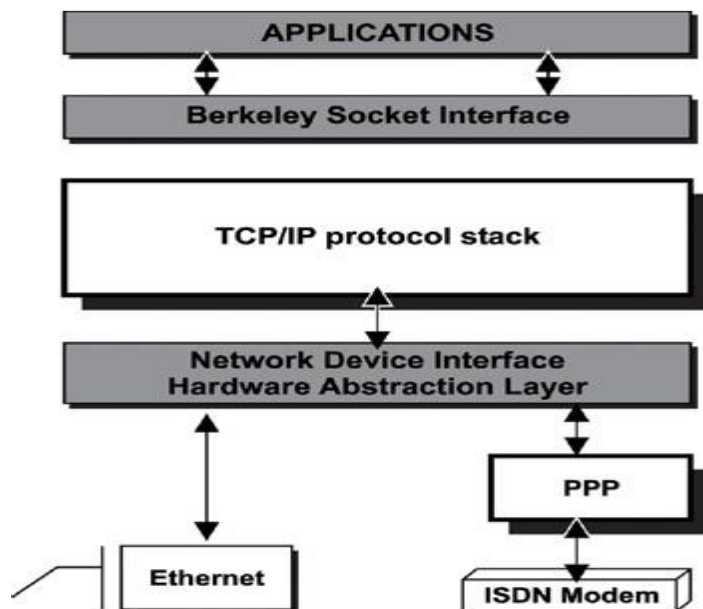 APPLICATIONS
Berkeley Socket Interface
TCP/IP protocol stack
Network Device Interface
Hardware Abstraction Layer
PPP
Ethernet
ISDN Modem